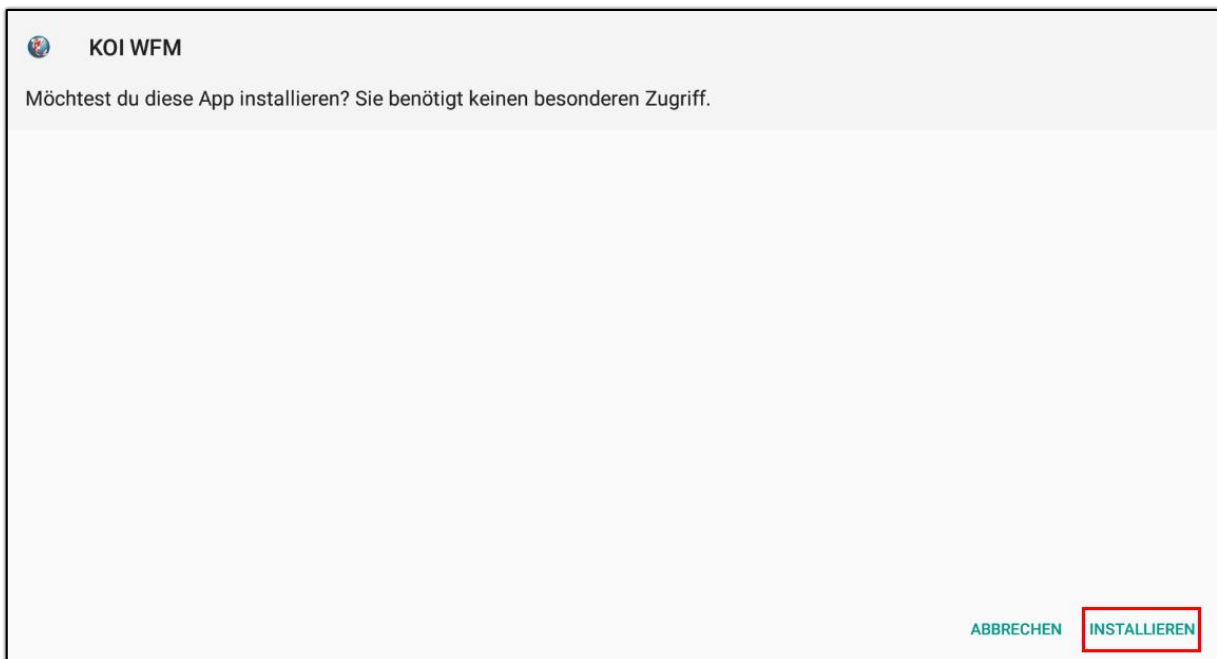 KOI WFM
Möchtest du diese App installieren? Sie benötigt keinen besonderen Zugriff.
ABBRECHEN INSTALLIEREN